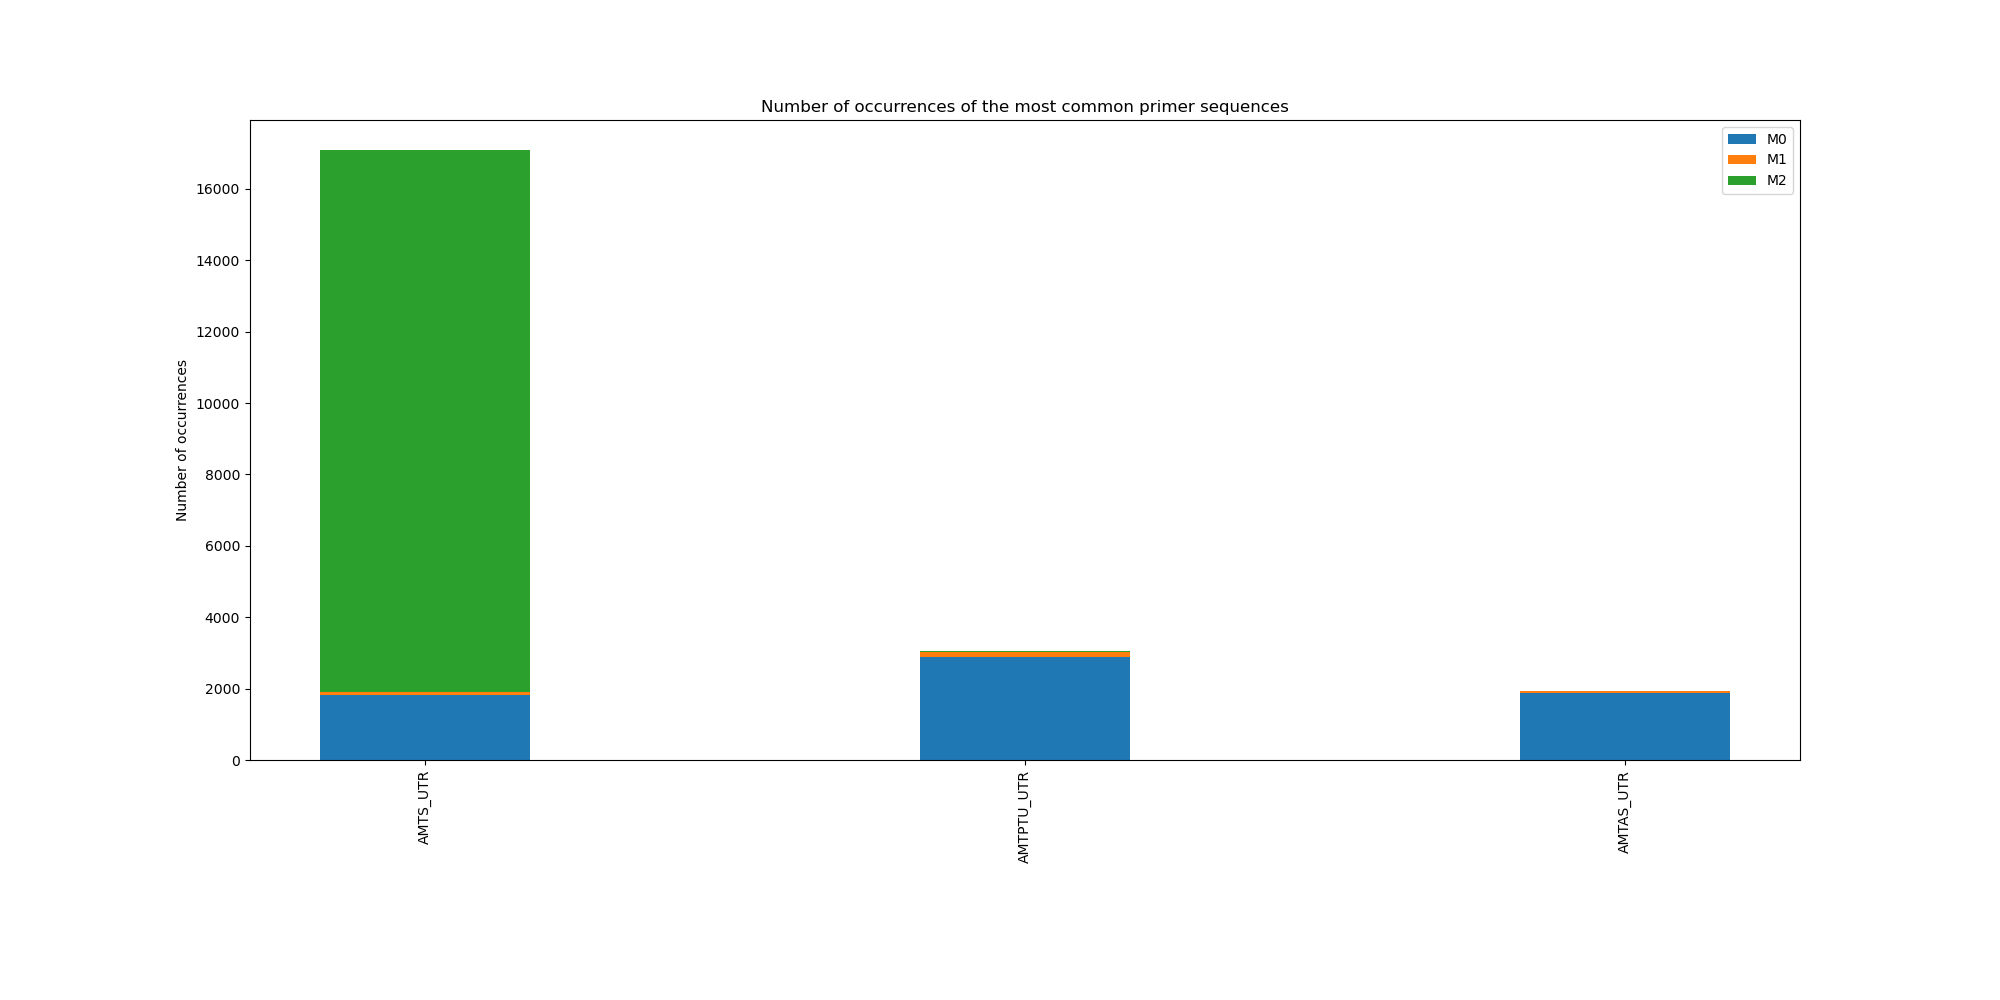 Number of occurrences of the most common primer sequences
M0
M1
M2
16000
14000
12000
10000
8000
6000
4000
2000
0
Number of occurrences
AMTS_UTR
AMTPTU_UTR
AMTAS_UTR